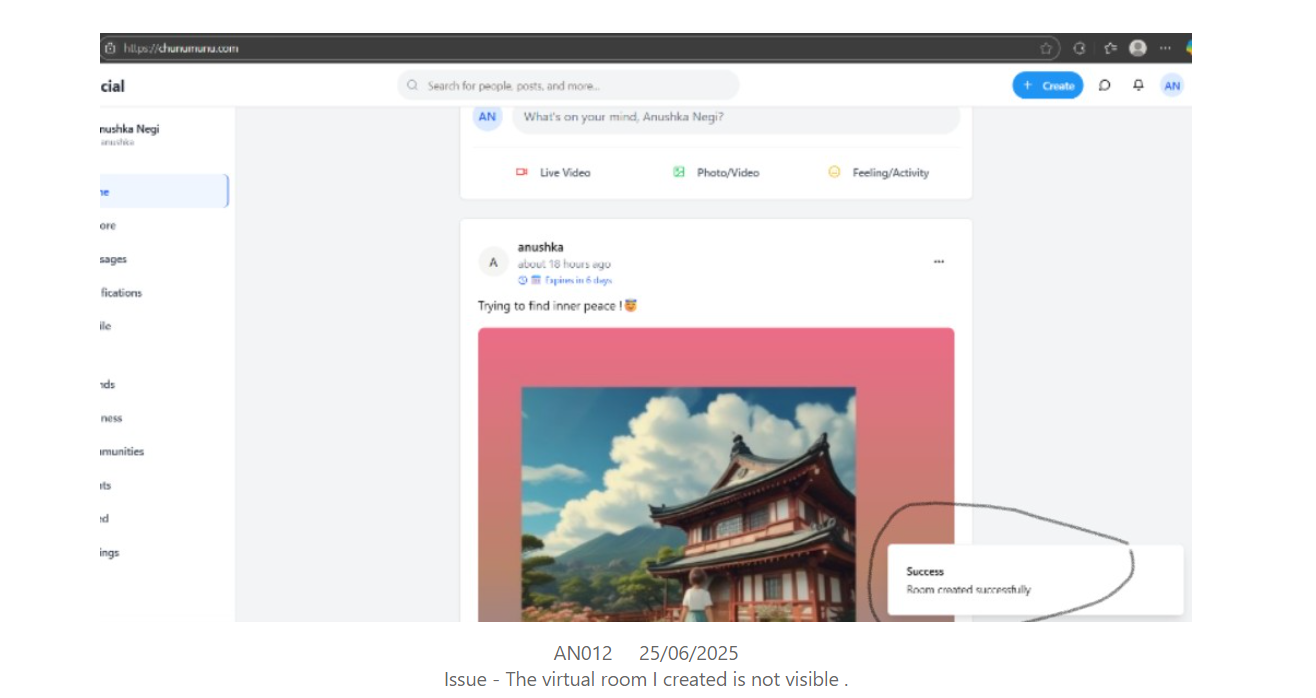 https://chunumunu.com
cial
Search for people, posts, and more...
+ Create
AN
nushka Negi
anushka
ne
ore
sages
fications
ile
nds
ness
mmunities
nts
ed
ings
AN
What's on your mind, Anushka Negi?
Live Video
Photo/Video
Feeling/Activity
A
anushka
about 18 hours ago
Expires in 6 days
Trying to find inner peace !
Success
Room created successfully
AN012 25/06/2025
Issue - The virtual room I created is not visible .